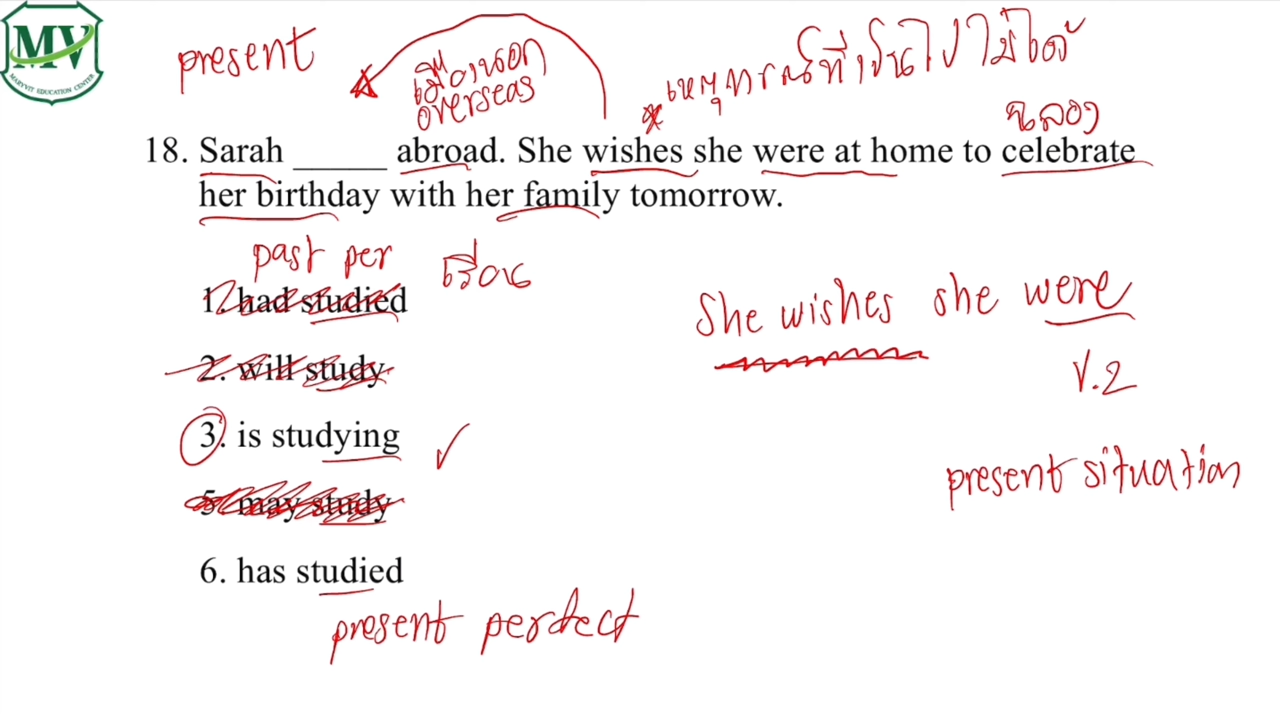 MV
MARYVIT EDUCATION CENTER
present
เมืองนอก
overseas
เหตุการณ์ที่เป็นไปไม่ได้
ฉลอง
18. Sarah _____ abroad. She wishes she were at home to celebrate
her birthday with her family tomorrow.
past per
เรียน
1. had studied
2. will study
3. is studying
5. may study
6. has studied
present perfect
She wishes she were
V.2
present situation